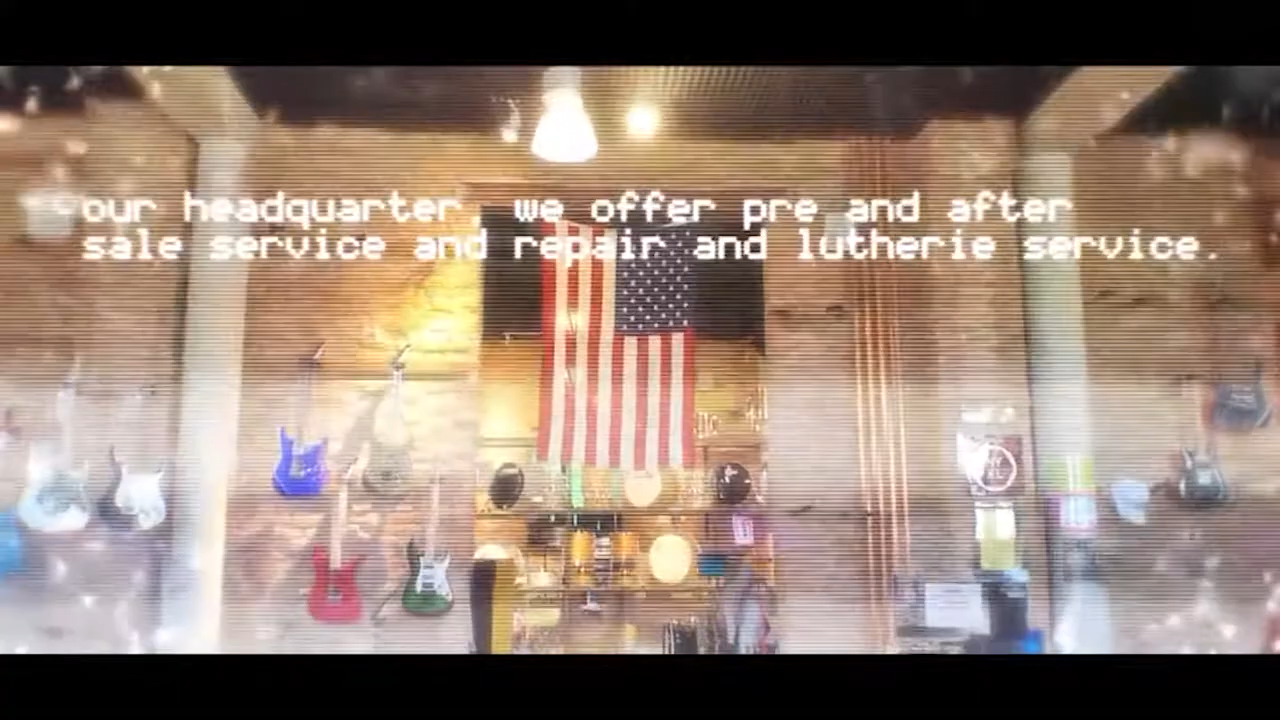 our headquarter, we offer pre and after
sale service and repair and lutherie service.